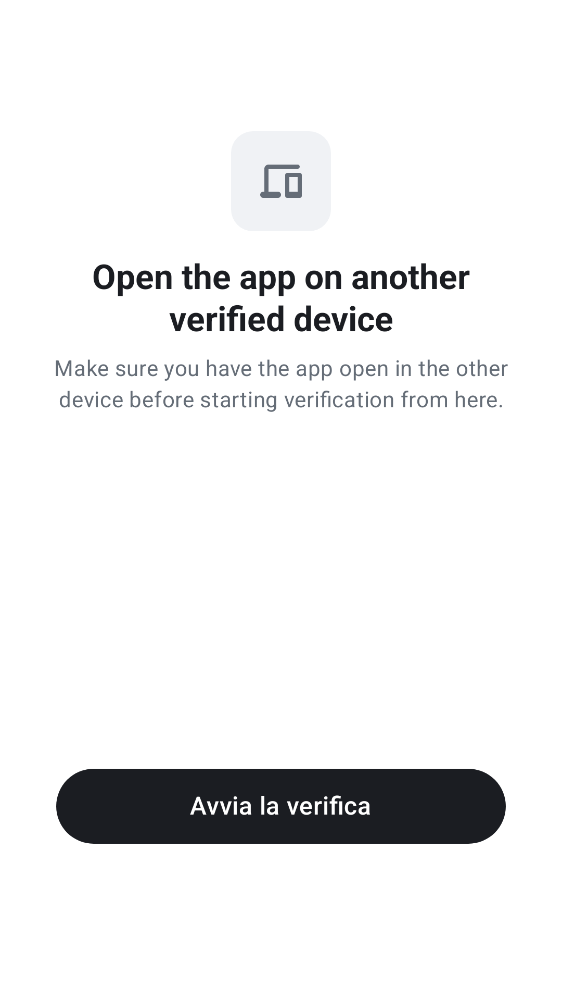 Open the app on another
verified device
Make sure you have the app open in the other
device before starting verification from here.
Avvia la verifica